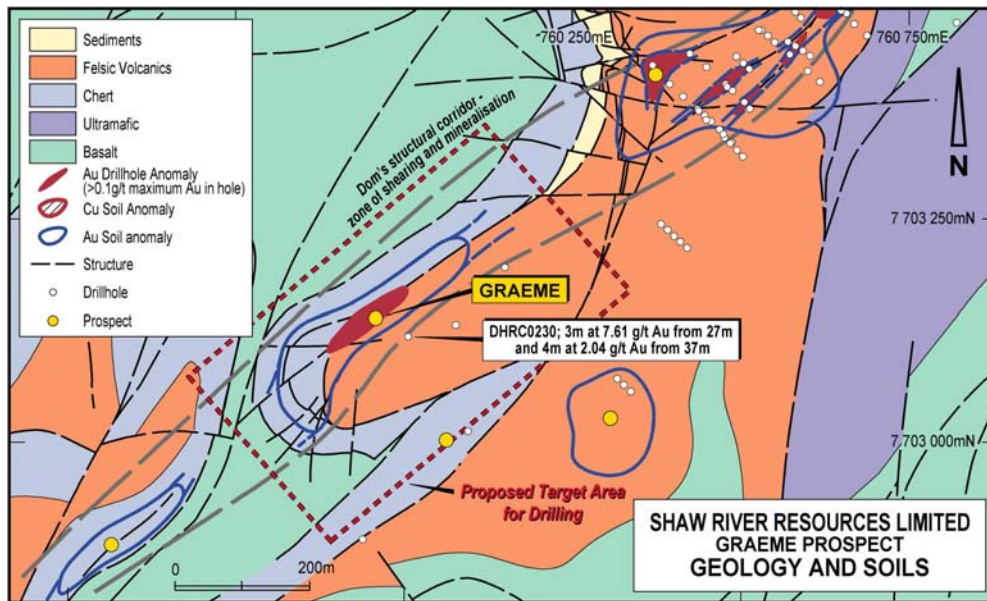 Sediments
Felsic Volcanics
Chert
Ultramafic
Basalt
Au Drillhole Anomaly
(>0.1g/t maximum Au in hole)
Cu Soil Anomaly
Au Soil anomaly
Structure
Drillhole
Prospect
760 250mE
760 750mE
N
7 703 250mN
7 703 000mN
Dom's structural corridor -
zone of shearing and mineralisation
GRAEME
DHRC0230; 3m at 7.61 g/t Au from 27m
and 4m at 2.04 g/t Au from 37m
Proposed Target Area
for Drilling
0 200m
SHAW RIVER RESOURCES LIMITED
GRAEME PROSPECT
GEOLOGY AND SOILS